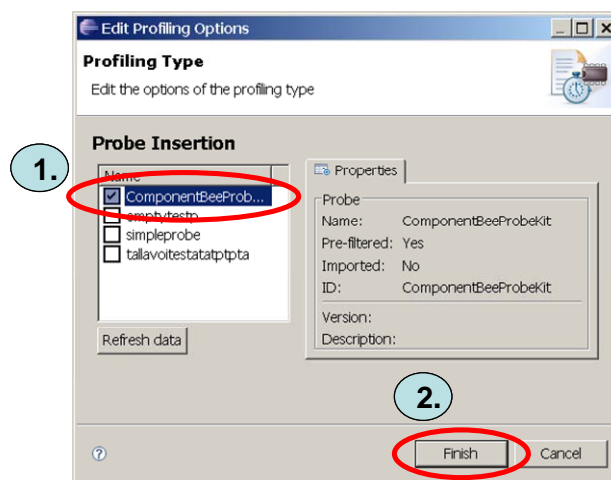 Edit Profiling Options
Profiling Type
Edit the options of the profiling type
Probe Insertion
1.
Name
ComponentBeeProb...
emptytestp
simpleprobe
tallavoitestatatptpta
Refresh data
Properties
Probe
Name: ComponentBeeProbeKit
Pre-filtered: Yes
Imported: No
ID: ComponentBeeProbeKit
Version:
Description:
2.
?
Finish
Cancel